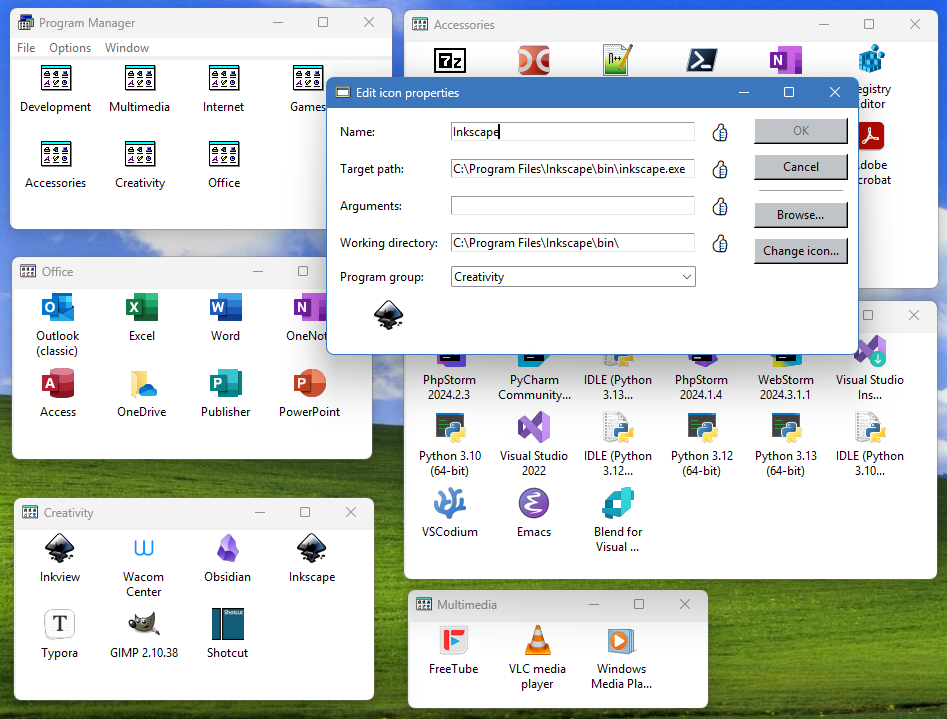 Program Manager
File Options Window
Development Multimedia Internet Games
Accessories Creativity Office
Accessories
7z
n++
N
egistry
ditor
dobe
crobat
Edit icon properties
Name: Inkscape OK
Target path: C:\Program Files\Inkscape\bin\inkscape.exe Cancel
Arguments:
Browse...
Working directory: C:\Program Files\Inkscape\bin\
Change icon...
Program group: Creativity
Office
O X W N
Outlook
(classic)
Excel
Word
OneNot
A P P
Access OneDrive Publisher PowerPoint
PhpStorm
2024.2.3
PyCharm
Community...
IDLE (Python
3.13...
PhpStorm
2024.1.4
WebStorm
2024.3.1.1
Visual Studio
Ins...
Python 3.10
(64-bit)
Visual Studio
2022
IDLE (Python
3.12...
Python 3.12
(64-bit)
Python 3.13
(64-bit)
IDLE (Python
3.10...
VSCodium
Emacs
Blend for
Visual ...
Creativity
Inkview
Wacom
Center
Obsidian
Inkscape
T
Shotcut
Typora GIMP 2.10.38 Shotcut
Multimedia
FreeTube
VLC media
player
Windows
Media Pla...